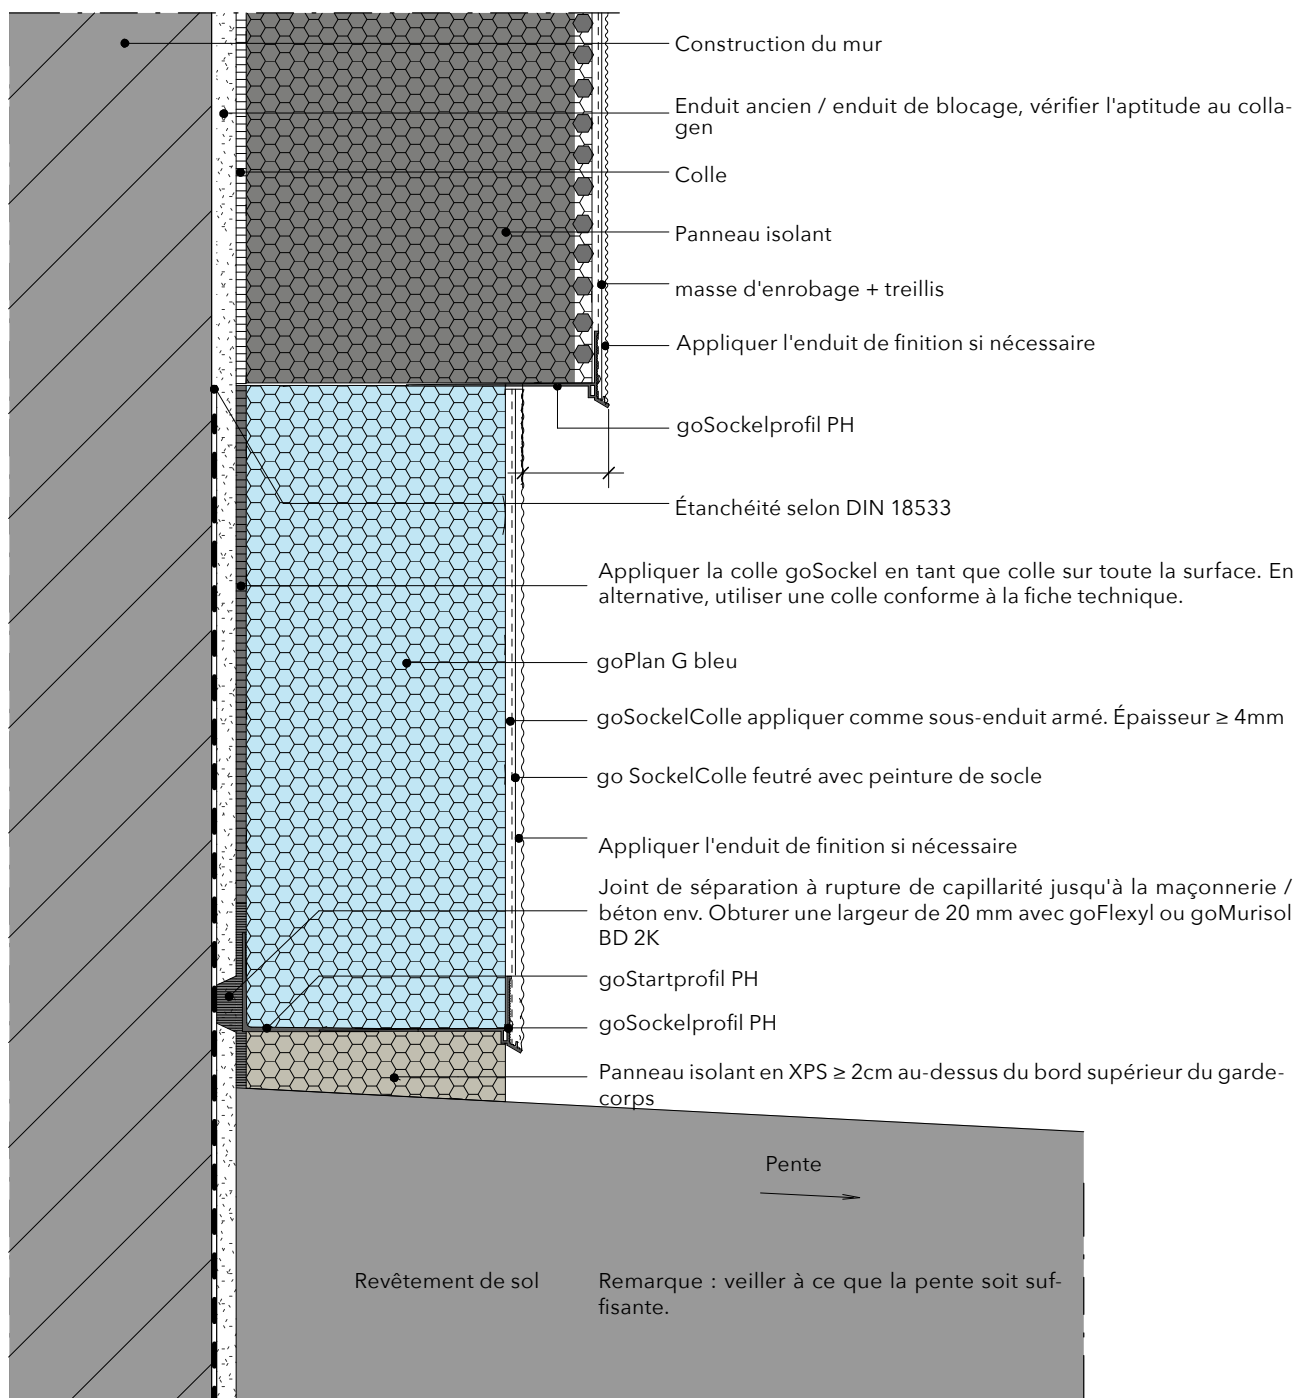 Construction du mur
Enduit ancien / enduit de blocage, vérifier l'aptitude au colla-
gen
Colle
Panneau isolant
masse d'enrobage + treillis
Appliquer l'enduit de finition si nécessaire
goSockelprofil PH
Étanchéité selon DIN 18533
Appliquer la colle goSockel en tant que colle sur toute la surface. En
alternative, utiliser une colle conforme à la fiche technique.
goPlan G bleu
goSockelColle appliquer comme sous-enduit armé. Épaisseur ≥ 4mm
go SockelColle feutré avec peinture de socle
Appliquer l'enduit de finition si nécessaire
Joint de séparation à rupture de capillarité jusqu'à la maçonnerie /
béton env. Obturer une largeur de 20 mm avec goFlexyl ou goMurisol
BD 2K
goStartprofil PH
goSockelprofil PH
Panneau isolant en XPS ≥ 2cm au-dessus du bord supérieur du garde-
corps
Pente
Revêtement de sol
Remarque : veiller à ce que la pente soit suf-
fisante.